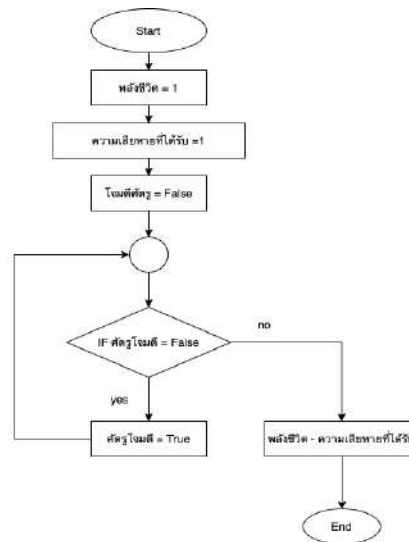 Start
พลังชีวิต = 1
ความเสียหายที่ได้รับ =1
โจมตีศัตรู = False
IF ศัตรูโจมตี = False
no
yes
ศัตรูโจมตี = True
พลังชีวิต - ความเสียหายที่ได้รับ
End